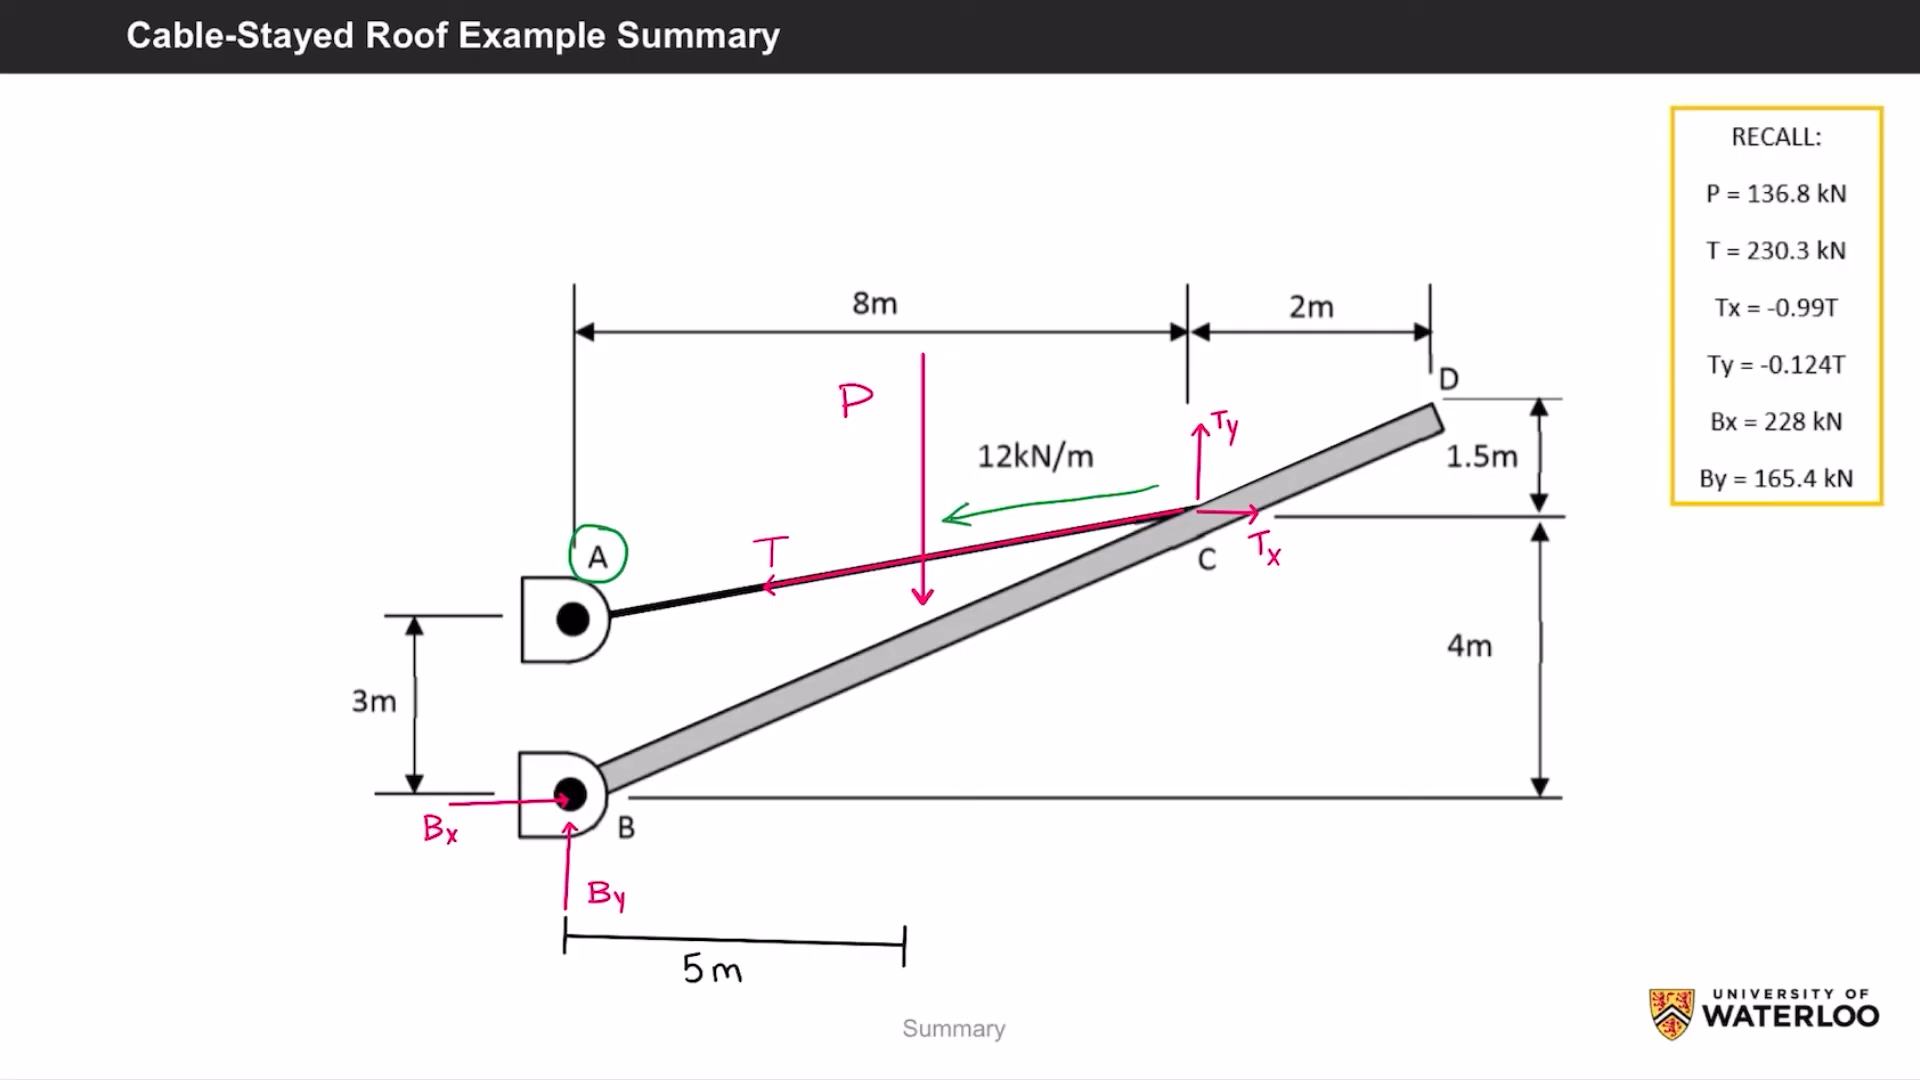 Cable-Stayed Roof Example Summary
RECALL:
P = 136.8 kN
T = 230.3 kN
Tx = -0.99T
Ty = -0.124T
Bx = 228 kN
By = 165.4 kN
8m
2m
D
P
Ty
12kN/m
1.5m
A
T
Tx
C
4m
3m
Bx
B
By
5m
Summary
UNIVERSITY OF
WATERLOO